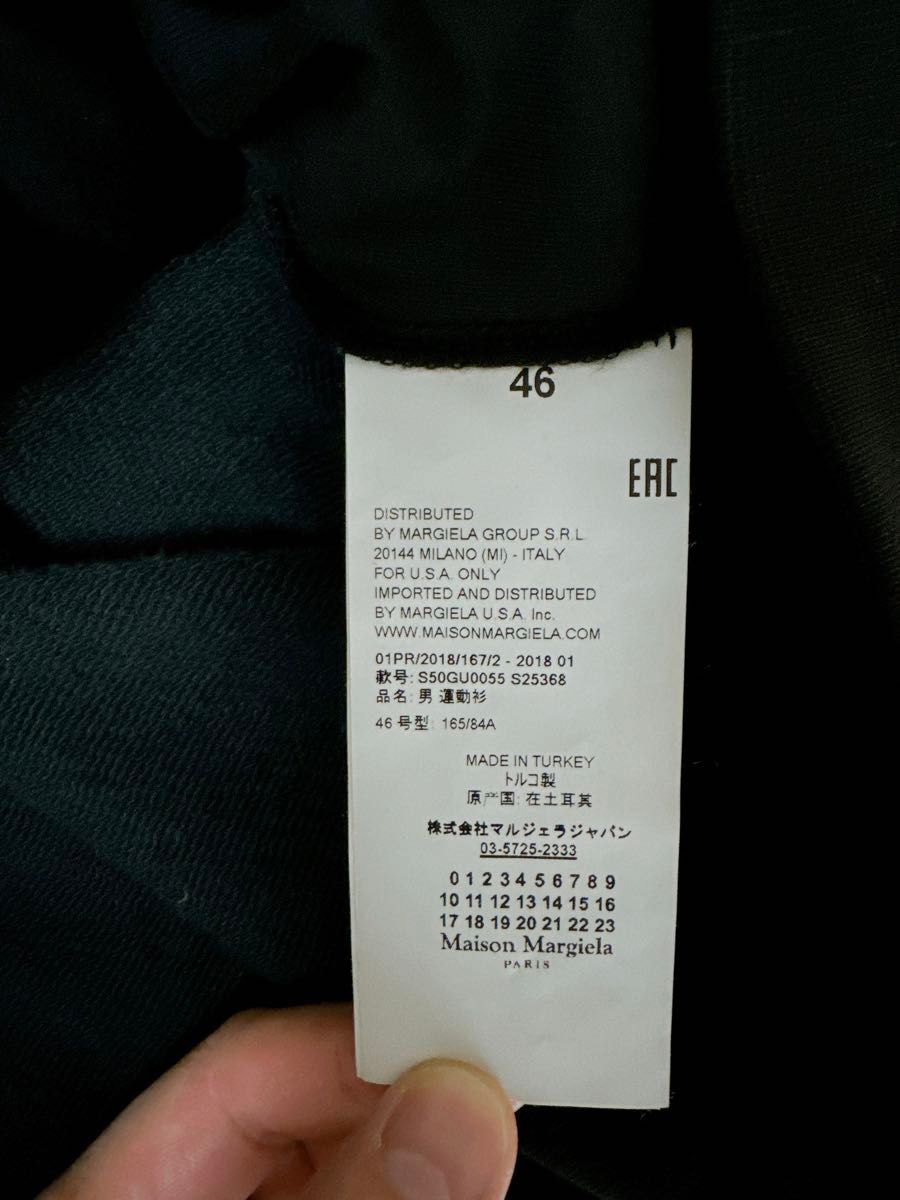 46
EAC
DISTRIBUTED
BY MARGIELA GROUP S.R.L.
20144 MILANO (MI) - ITALY
FOR U.S.A. ONLY
IMPORTED AND DISTRIBUTED
BY MARGIELA U.S.A. Inc.
WWW.MAISONMARGIELA.COM
01PR/2018/167/2 - 2018 01
款号: S50GU0055 S25368
品名: 男 運動衫
46 号型: 165/84A
MADE IN TURKEY
トルコ製
原产国: 在土耳其
株式会社マルジェラジャパン
03-5725-2333
0 1 2 3 4 5 6 7 8 9
10 11 12 13 14 15 16
17 18 19 20 21 22 23
Maison Margiela
PARIS